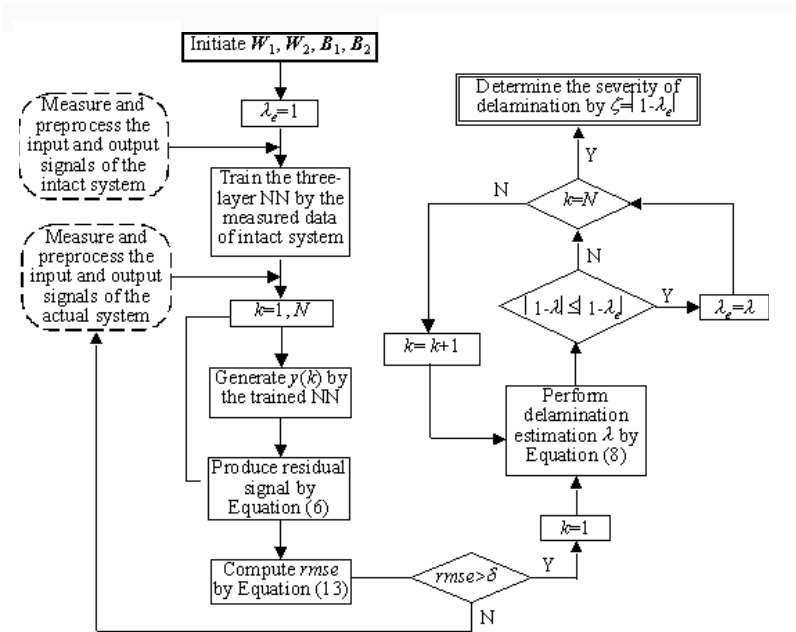 Initiate W1, W2, B1, B2
λe=1
Measure and
preprocess the
input and output
signals of the
intact system
Train the three-
layer NN by the
measured data
of intact system
Measure and
preprocess the
input and output
signals of the
actual system
k=1, N
Generate y(k) by
the trained NN
Produce residual
signal by
Equation (6)
Compute rmse
by Equation (13)
rmse>δ
Y
N
k=1
Perform
delamination
estimation λ by
Equation (8)
|1-λ|≤|1-λe|
Y
N
λe=λ
k=N
N
Y
k= k+1
Determine the severity of
delamination by ζ=|1-λe|